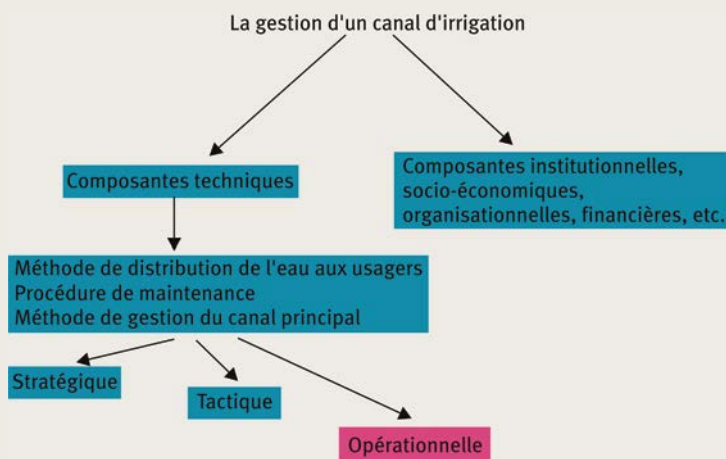 La gestion d'un canal d'irrigation
Composantes techniques
Composantes institutionnelles,
socio-économiques,
organisationnelles, financières, etc.
Méthode de distribution de l'eau aux usagers
Procédure de maintenance
Méthode de gestion du canal principal
Stratégique
Tactique
Opérationnelle